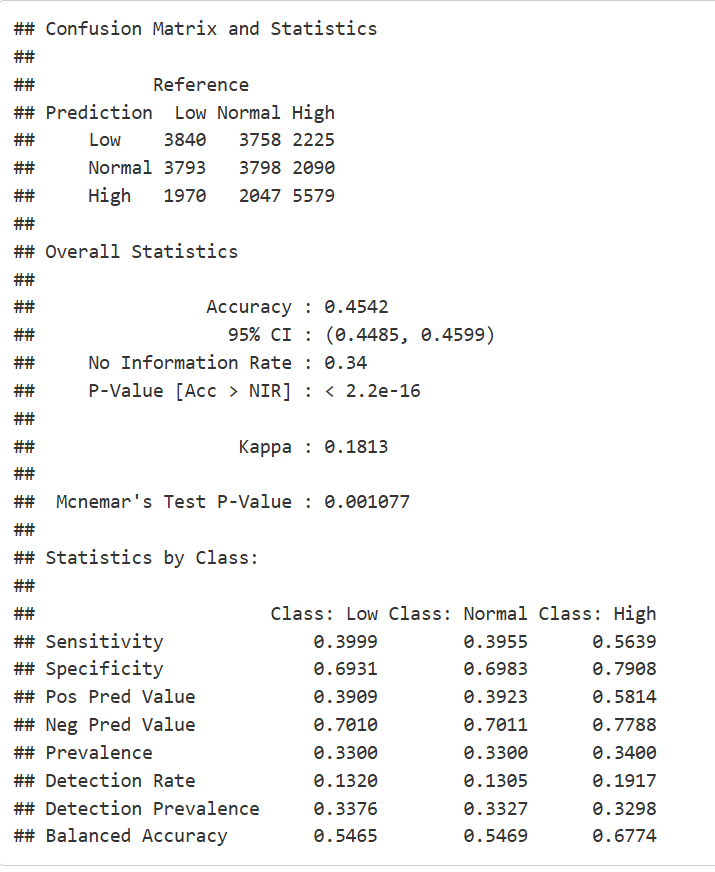 ## Confusion Matrix and Statistics
##
##           Reference
## Prediction  Low Normal High
##     Low    3840   3758 2225
##     Normal 3793   3798 2090
##     High   1970   2047 5579
##
## Overall Statistics
##
##                Accuracy : 0.4542
##                  95% CI : (0.4485, 0.4599)
##     No Information Rate : 0.34
##     P-Value [Acc > NIR] : < 2.2e-16
##
##                   Kappa : 0.1813
##
##  Mcnemar's Test P-Value : 0.001077
##
## Statistics by Class:
##
##                      Class: Low Class: Normal Class: High
## Sensitivity              0.3999        0.3955      0.5639
## Specificity              0.6931        0.6983      0.7908
## Pos Pred Value           0.3909        0.3923      0.5814
## Neg Pred Value           0.7010        0.7011      0.7788
## Prevalence               0.3300        0.3300      0.3400
## Detection Rate           0.1320        0.1305      0.1917
## Detection Prevalence     0.3376        0.3327      0.3298
## Balanced Accuracy        0.5465        0.5469      0.6774